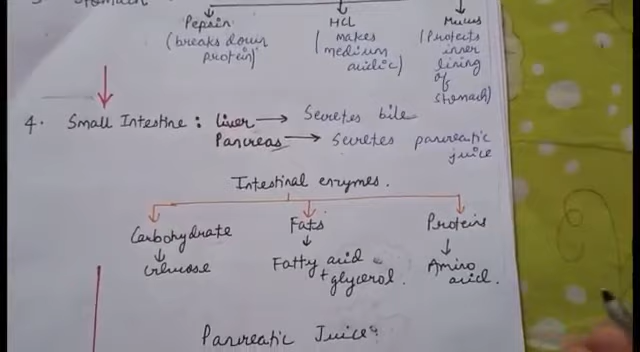 Stomach
Pepsin HCL Mucus
(breaks down protein) (makes medium acidic) (Protects inner lining of stomach)
4. Small Intestine : Liver → Secretes bile
Pancreas → Secretes pancreatic juice
Intestinal enzymes.
Carbohydrate Fats Proteins
↓ ↓ ↓
Glucose Fatty acid + glycerol. Amino acid.
Pancreatic Juice